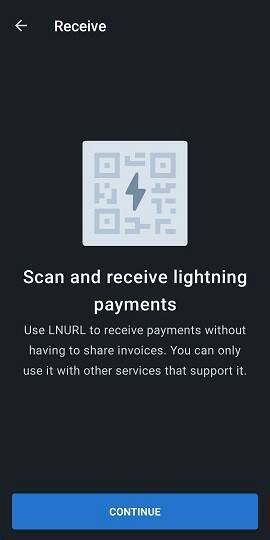 Receive
Scan and receive lightning
payments
Use LNURL to receive payments without
having to share invoices. You can only
use it with other services that support it.
CONTINUE